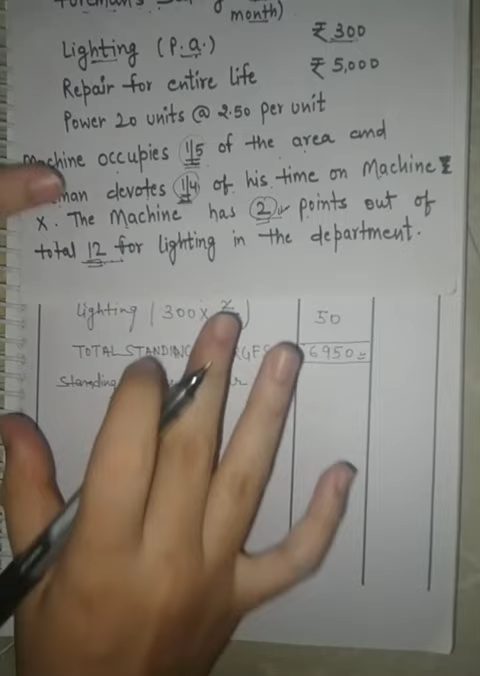 month)
Lighting (P.a.) ₹ 300
Repair for entire life ₹ 5,000
Power 20 units @ 2.50 per unit
Machine occupies 1/5 of the area and
devotes 1/4 of his time on Machine
X. The Machine has 2 points out of
total 12 for lighting in the department.
Lighting (300× 50
TOTAL STANDING 6950